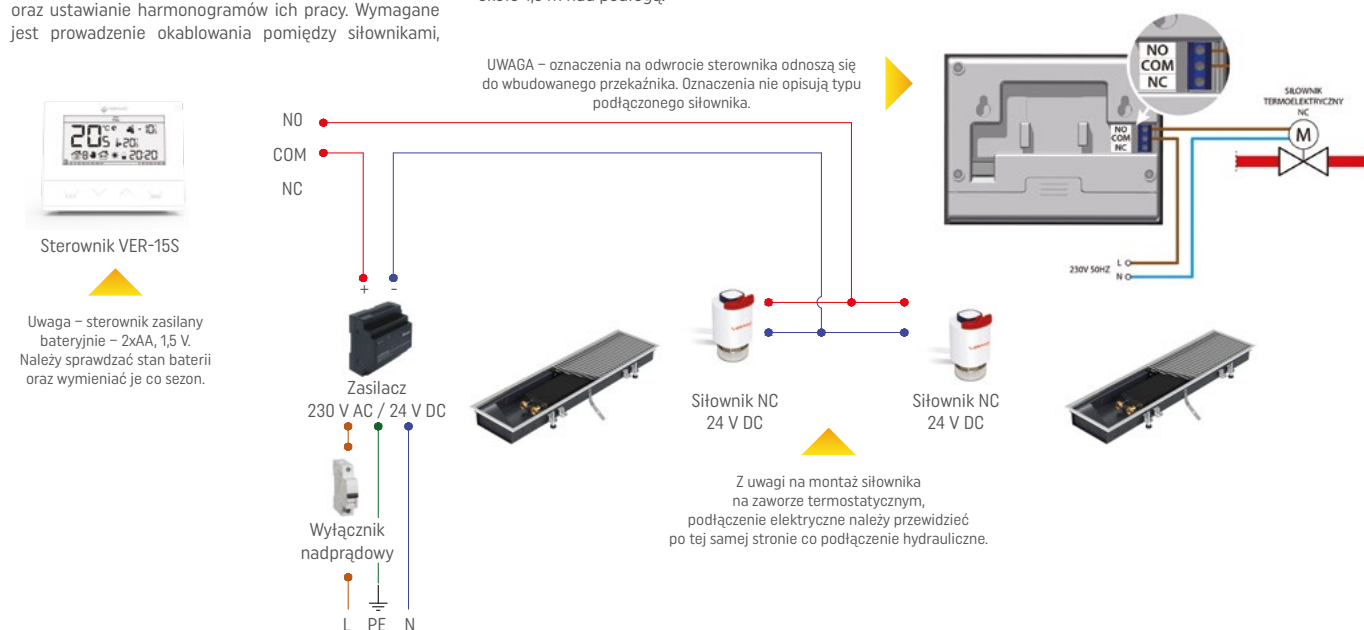 oraz ustawianie harmonogramów ich pracy. Wymagane
jest prowadzenie okablowania pomiędzy siłownikami,
UWAGA – oznaczenia na odwrocie sterownika odnoszą się
do wbudowanego przekaźnika. Oznaczenia nie opisują typu
podłączonego siłownika.
NO
COM
NC
NO
COM
NC
NO
COM
NC
SIŁOWNIK
TERMOELEKTRYCZNY
NC
M
230V 50HZ
L
N
20:20
Sterownik VER-15S
Uwaga – sterownik zasilany
bateryjnie – 2xAA, 1,5 V.
Należy sprawdzać stan baterii
oraz wymieniać je co sezon.
+ -
Zasilacz
230 V AC / 24 V DC
Wyłącznik
nadprądowy
L PE N
Siłownik NC
24 V DC
Siłownik NC
24 V DC
Z uwagi na montaż siłownika
na zaworze termostatycznym,
podłączenie elektryczne należy przewidzieć
po tej samej stronie co podłączenie hydrauliczne.